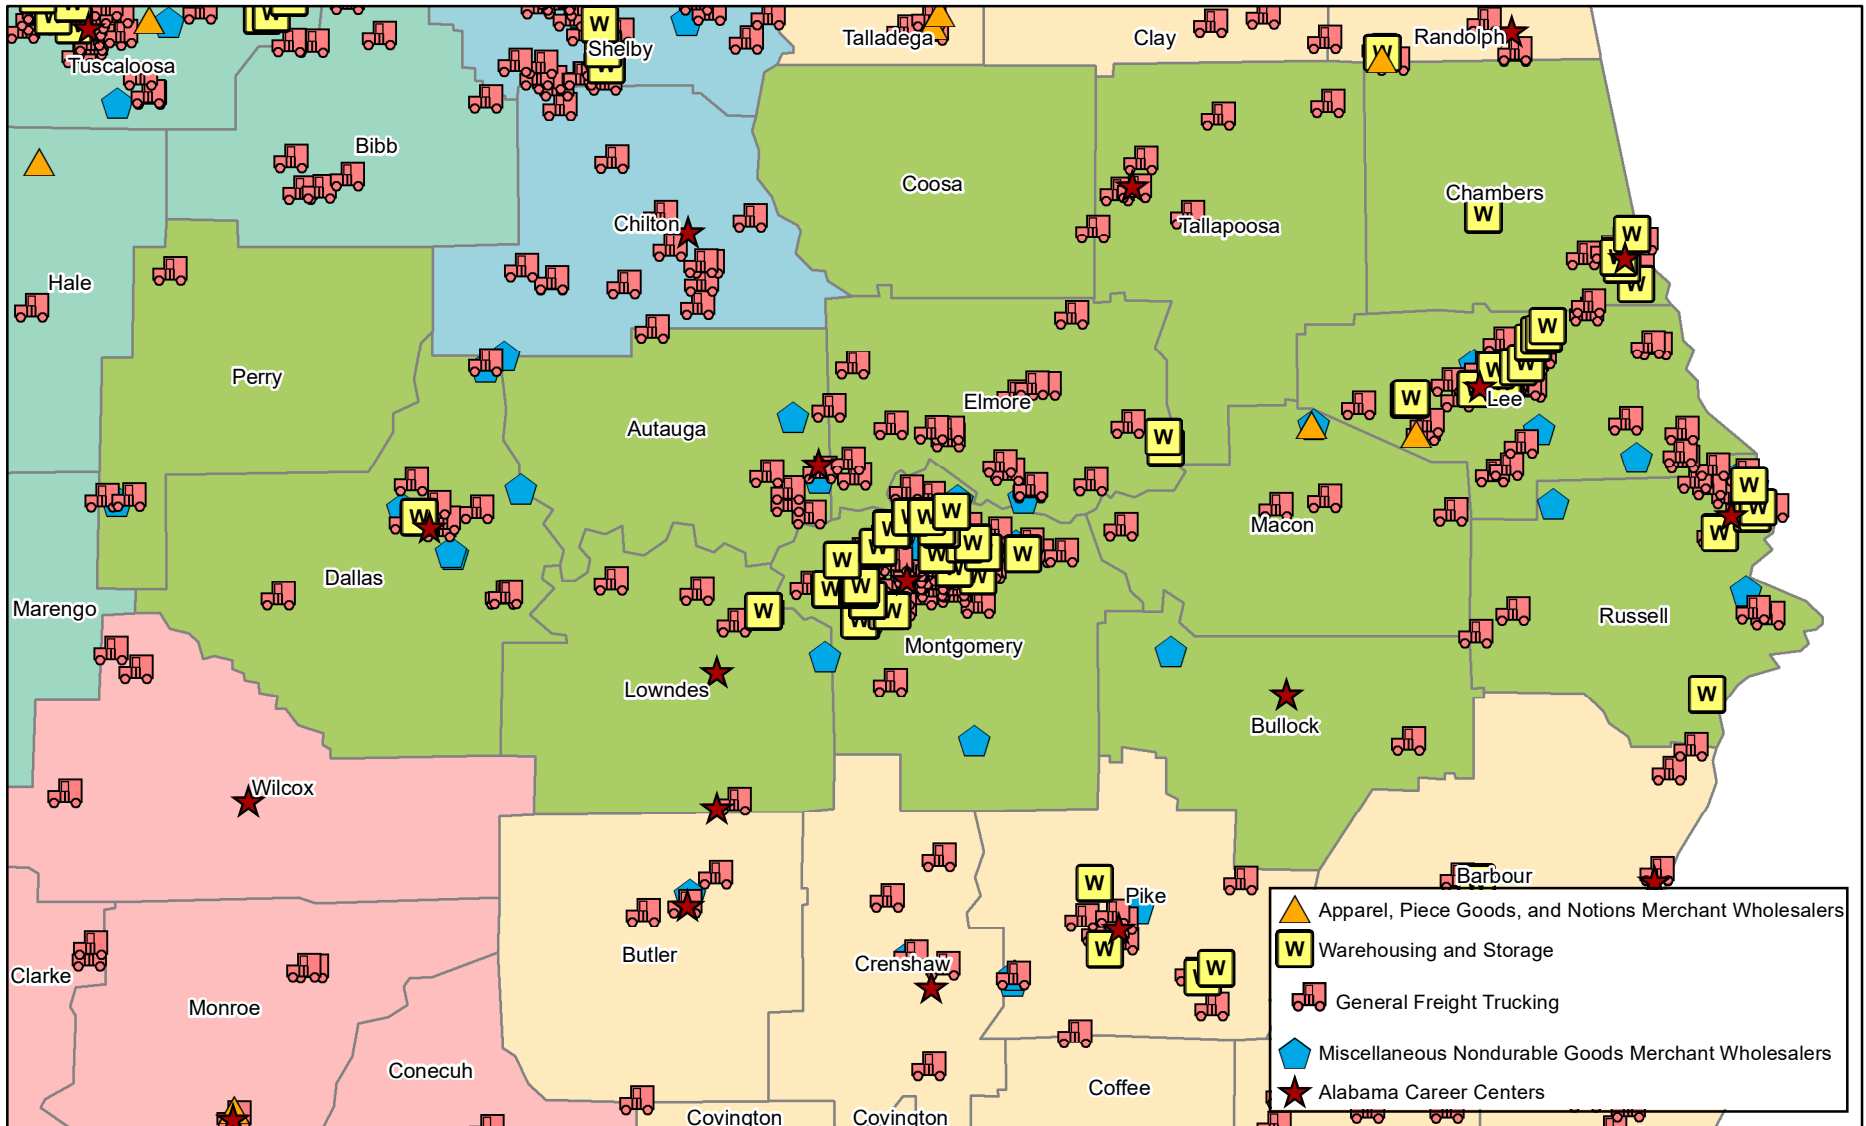 Talladega
Clay
Randolph
Shelby
Tuscaloosa
Bibb
Coosa
Chambers
Chilton
Tallapoosa
Hale
Perry
Elmore
Lee
Autauga
Macon
Dallas
Marengo
Russell
Montgomery
Lowndes
Bullock
Wilcox
Barbour
Pike
Butler
Crenshaw
Clarke
Monroe
Conecuh
Coffee
Covington
Covington
Apparel, Piece Goods, and Notions Merchant Wholesalers
W Warehousing and Storage
General Freight Trucking
Miscellaneous Nondurable Goods Merchant Wholesalers
Alabama Career Centers